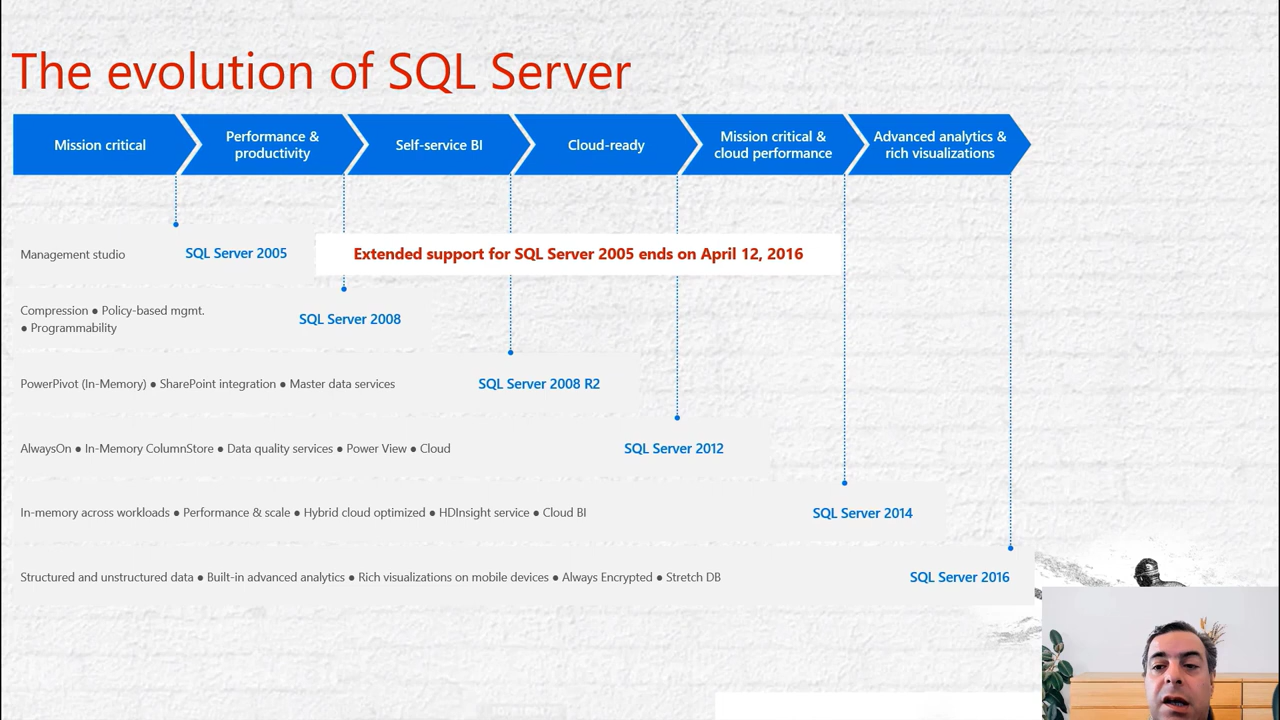 The evolution of SQL Server
Mission critical
Performance &
productivity
Self-service BI
Cloud-ready
Mission critical &
cloud performance
Advanced analytics &
rich visualizations
Management studio
SQL Server 2005
Extended support for SQL Server 2005 ends on April 12, 2016
Compression ● Policy-based mgmt.
● Programmability
SQL Server 2008
PowerPivot (In-Memory) ● SharePoint integration ● Master data services
SQL Server 2008 R2
AlwaysOn ● In-Memory ColumnStore ● Data quality services ● Power View ● Cloud
SQL Server 2012
In-memory across workloads ● Performance & scale ● Hybrid cloud optimized ● HDInsight service ● Cloud BI
SQL Server 2014
Structured and unstructured data ● Built-in advanced analytics ● Rich visualizations on mobile devices ● Always Encrypted ● Stretch DB
SQL Server 2016